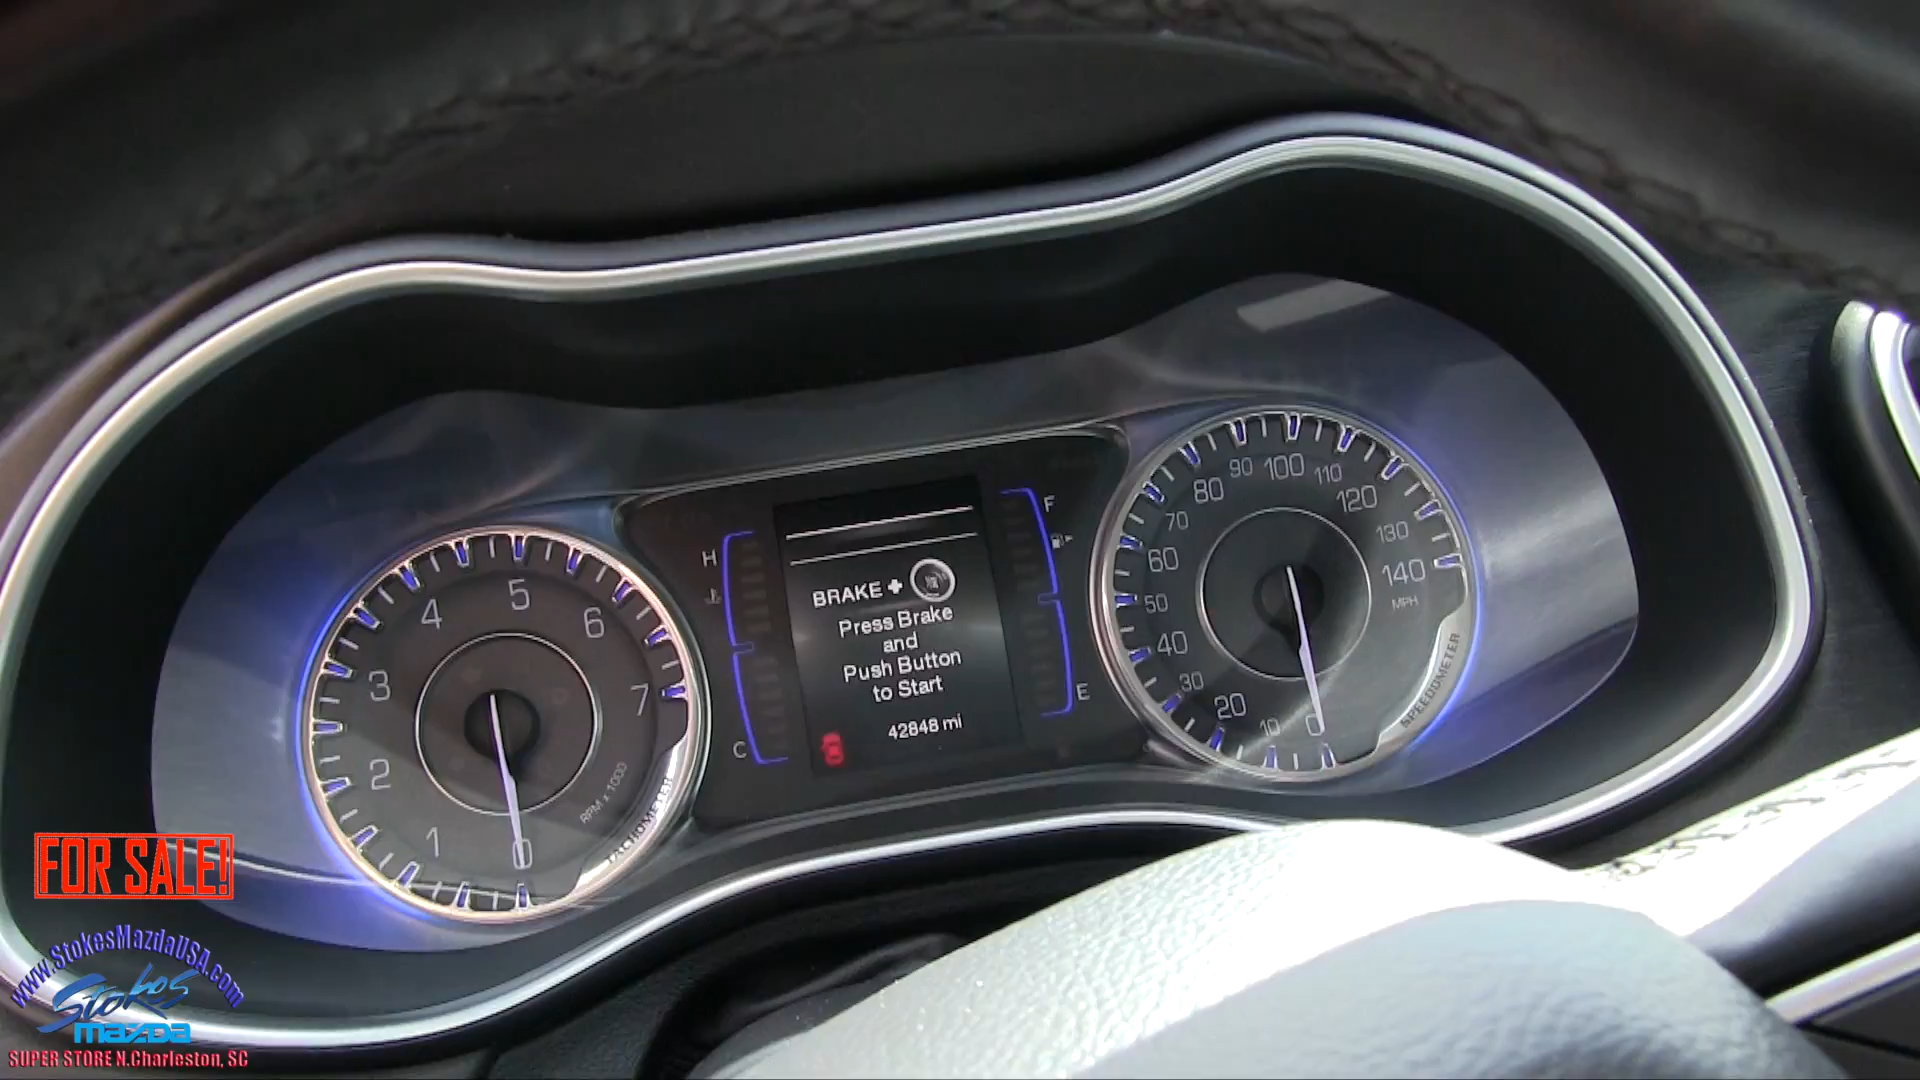 4
5
6
3
7
2
1
0
RPM x 1000
TACHOMETER
H
C
BRAKE +
Press Brake
and
Push Button
to Start
42848 mi
F
E
90
100
110
80
120
70
130
60
140
MPH
50
40
30
20
10
0
SPEEDOMETER
FOR SALE!
www.StokesMazdaUSA.com
Stokes
mazda
SUPER STORE N.Charleston, SC